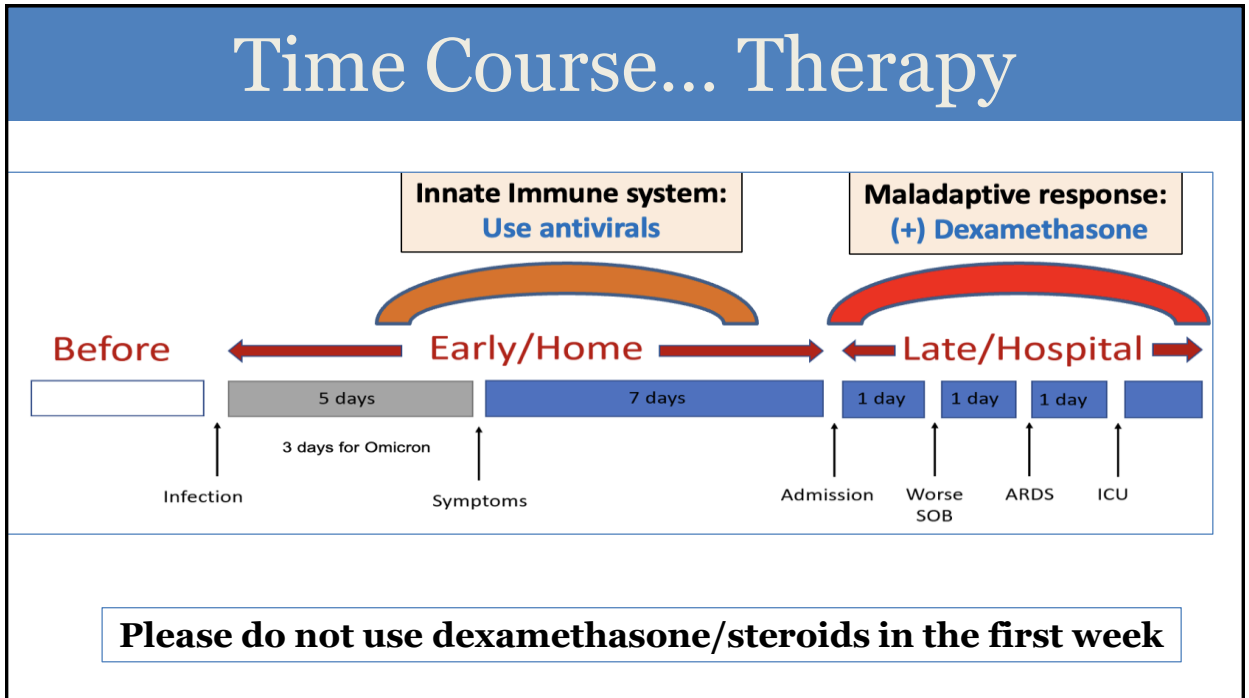 Time Course... Therapy
Innate Immune system:
Use antivirals
Maladaptive response:
(+) Dexamethasone
Before
Early/Home
Late/Hospital
5 days
7 days
1 day
1 day
1 day
3 days for Omicron
Infection
Symptoms
Admission
Worse
SOB
ARDS
ICU
Please do not use dexamethasone/steroids in the first week